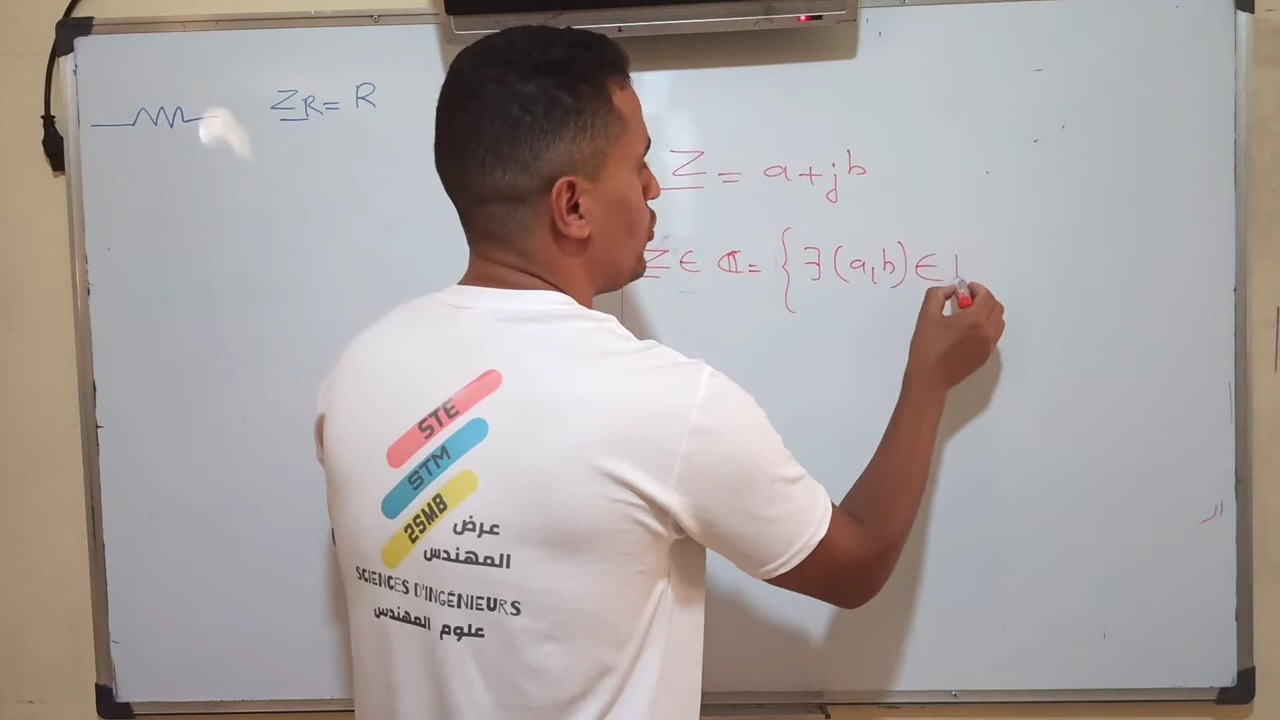 Z_R = R
Z = a + jb
Z ∈ ℂ = { ∃ (a, b) ∈
STE
STM
2SMB
عرض
المهندس
SCIENCES D'INGÉNIEURS
علوم المهندس